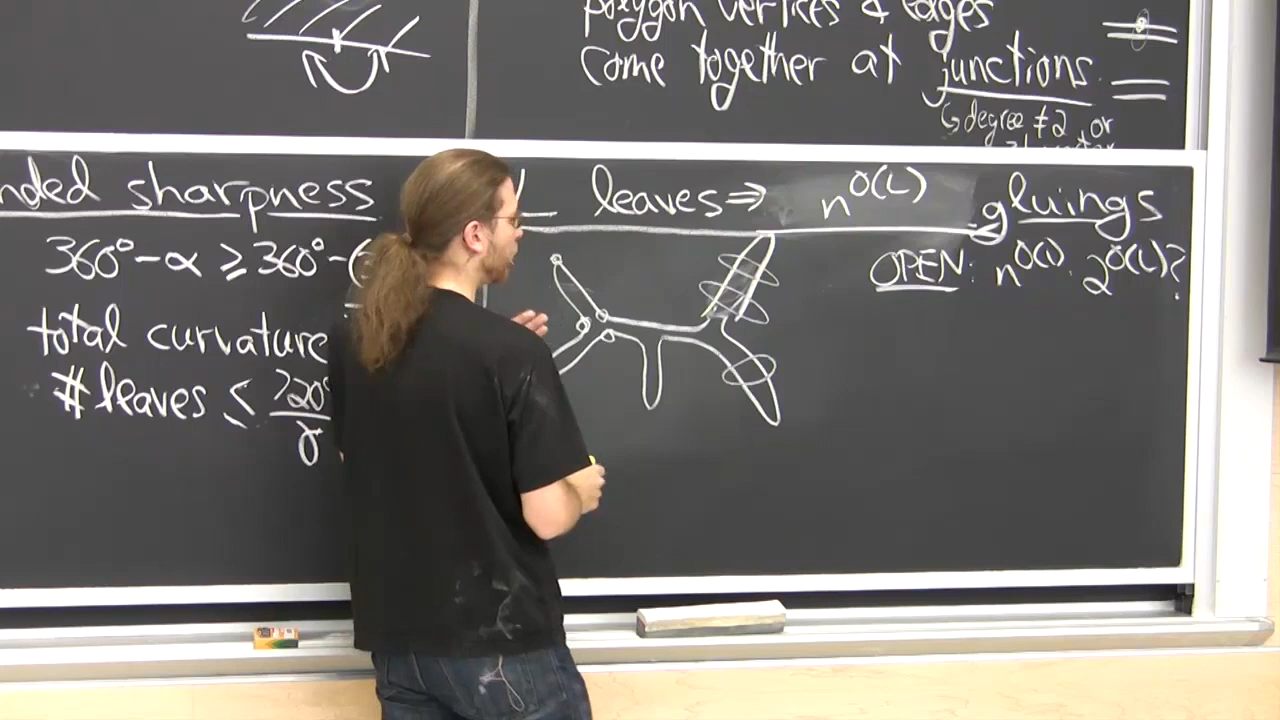 polygon vertices & edges
come together at junctions
↳ degree ≠ 2 or
sharpness
leaves ⇒ n^O(L) gluings
360° - α ≥ 360° -
OPEN: n^O(1) · 2^O(L)?
total curvature
# leaves ≤ 720°
γ